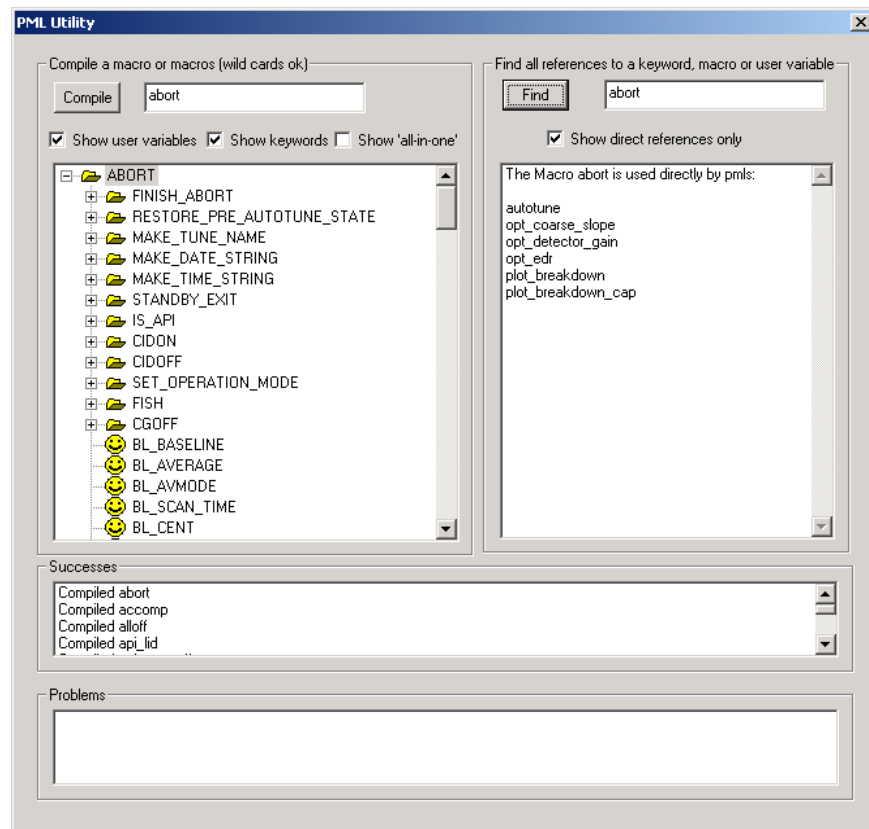 PML Utility
Compile a macro or macros (wild cards ok)
Compile
abort
Show user variables
Show keywords
Show 'all-in-one'
ABORT
FINISH_ABORT
RESTORE_PRE_AUTOTUNE_STATE
MAKE_TUNE_NAME
MAKE_DATE_STRING
MAKE_TIME_STRING
STANDBY_EXIT
IS_API
CIDON
CIDOFF
SET_OPERATION_MODE
FISH
CGOFF
BL_BASELINE
BL_AVERAGE
BL_AVMODE
BL_SCAN_TIME
BL_CENT
Find all references to a keyword, macro or user variable
Find
abort
Show direct references only
The Macro abort is used directly by pmls:
autotune
opt_coarse_slope
opt_detector_gain
opt_edr
plot_breakdown
plot_breakdown_cap
Successes
Compiled abort
Compiled accomp
Compiled alloff
Compiled api_lid
Problems